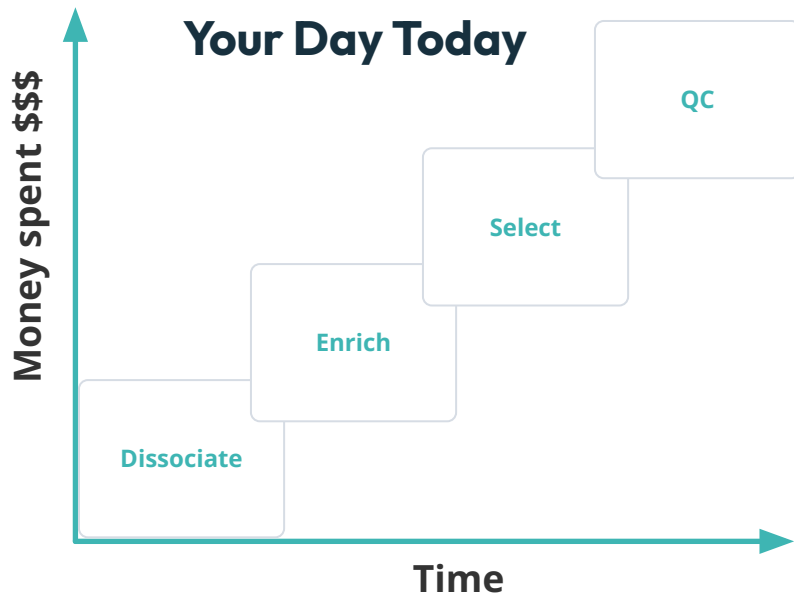 Your Day Today
Money spent $$$
QC
Select
Enrich
Dissociate
Time